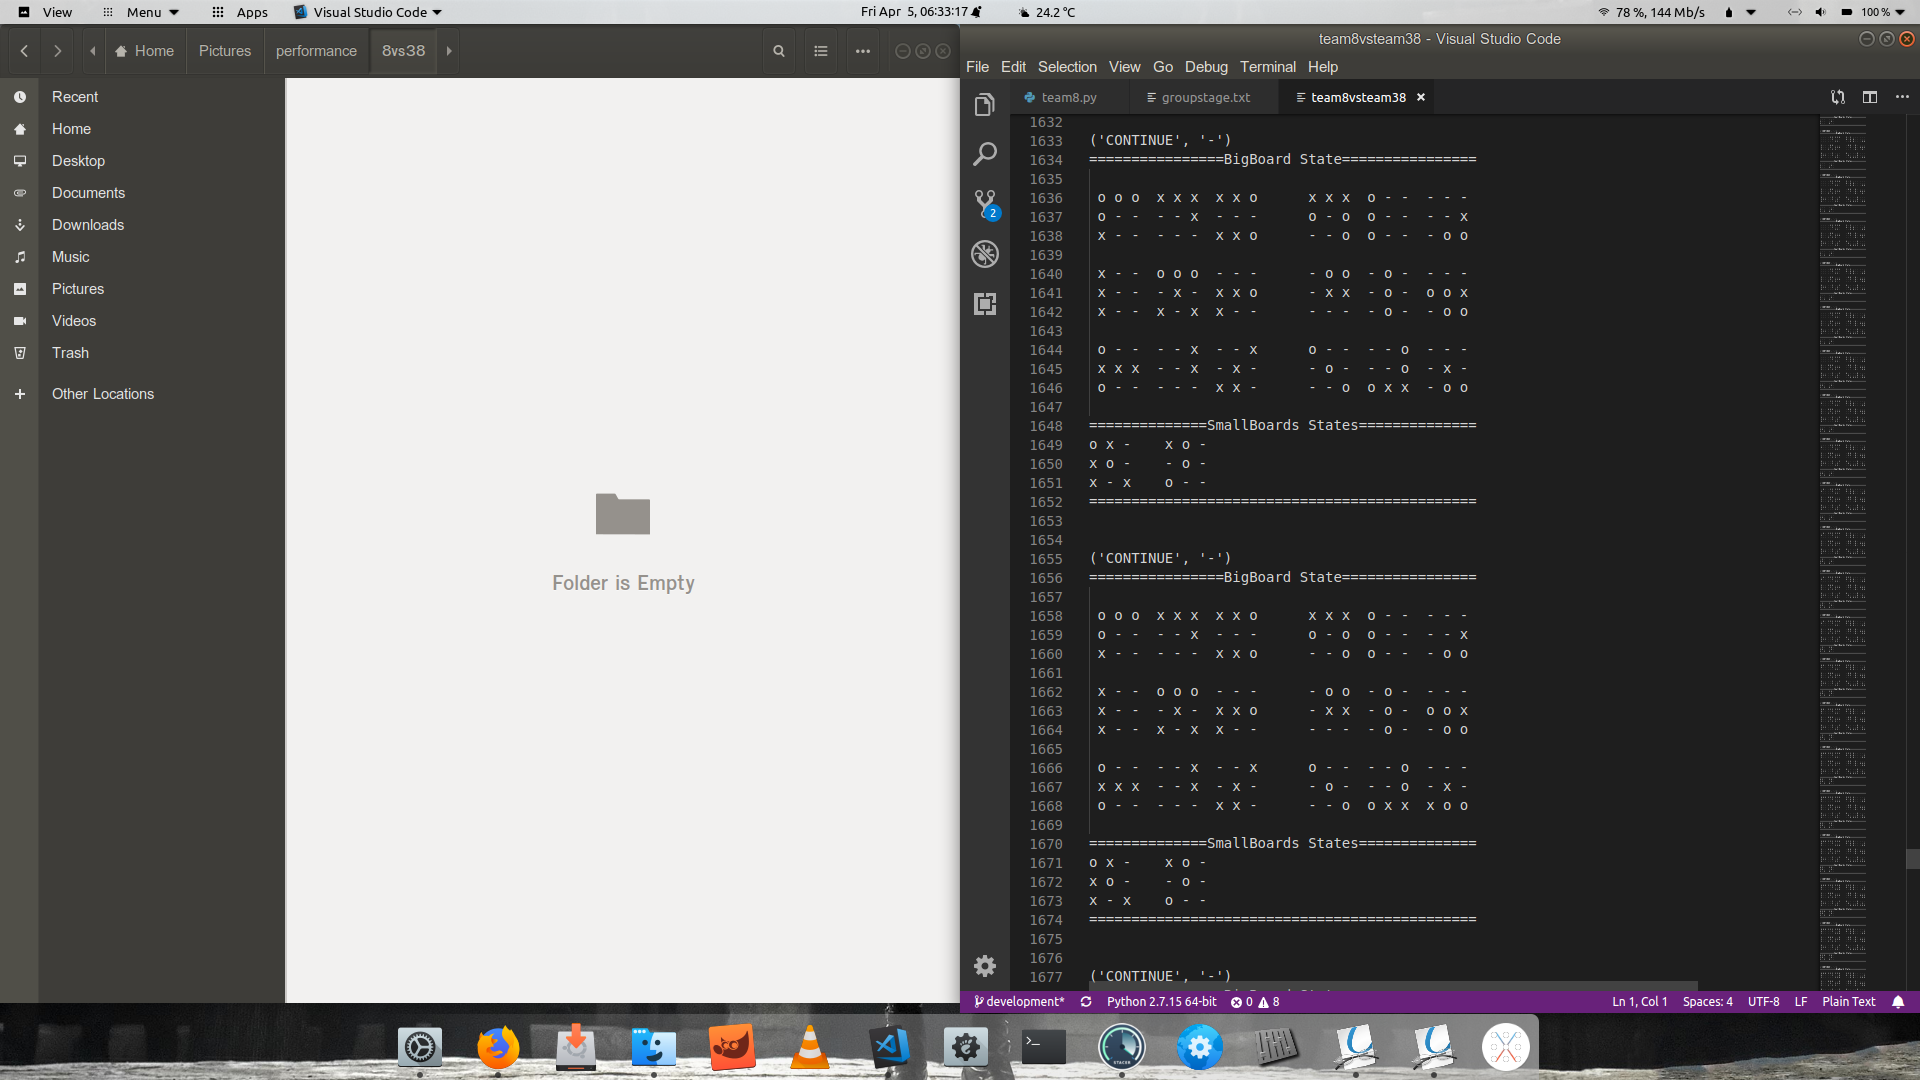 View Menu Apps Visual Studio Code Fri Apr 5, 06:33:17 24.2 °C 78 %, 144 Mb/s 100 %
Home Pictures performance 8vs38
Recent
Home
Desktop
Documents
Downloads
Music
Pictures
Videos
Trash
Other Locations
Folder is Empty
team8vsteam38 - Visual Studio Code
File Edit Selection View Go Debug Terminal Help
team8.py groupstage.txt team8vsteam38
2
1632
1633 ('CONTINUE', '-')
1634 ================BigBoard State================
1635
1636 o o o x x x x x o x x x o - - - - -
1637 o - - - - x - - - o - o o - - - - x
1638 x - - - - - x x o - - o o - - - o o
1639
1640 x - - o o o - - - - o o - o - - - -
1641 x - - - x - x x o - x x - o - o o x
1642 x - - x - x x - - - - - - o - - o o
1643
1644 o - - - - x - - x o - - - - o - - -
1645 x x x - - x - x - - o - - - o - x -
1646 o - - - - - x x - - - o o x x - o o
1647
1648 ==============SmallBoards States==============
1649 o x - x o -
1650 x o - - o -
1651 x - x o - -
1652 ==============================================
1653
1654
1655 ('CONTINUE', '-')
1656 ================BigBoard State================
1657
1658 o o o x x x x x o x x x o - - - - -
1659 o - - - - x - - - o - o o - - - - x
1660 x - - - - - x x o - - o o - - - o o
1661
1662 x - - o o o - - - - o o - o - - - -
1663 x - - - x - x x o - x x - o - o o x
1664 x - - x - x x - - - - - - o - - o o
1665
1666 o - - - - x - - x o - - - - o - - -
1667 x x x - - x - x - - o - - - o - x -
1668 o - - - - - x x - - - o o x x x o o
1669
1670 ==============SmallBoards States==============
1671 o x - x o -
1672 x o - - o -
1673 x - x o - -
1674 ==============================================
1675
1676
1677 ('CONTINUE', '-')
development* Python 2.7.15 64-bit 0 8 Ln 1, Col 1 Spaces: 4 UTF-8 LF Plain Text